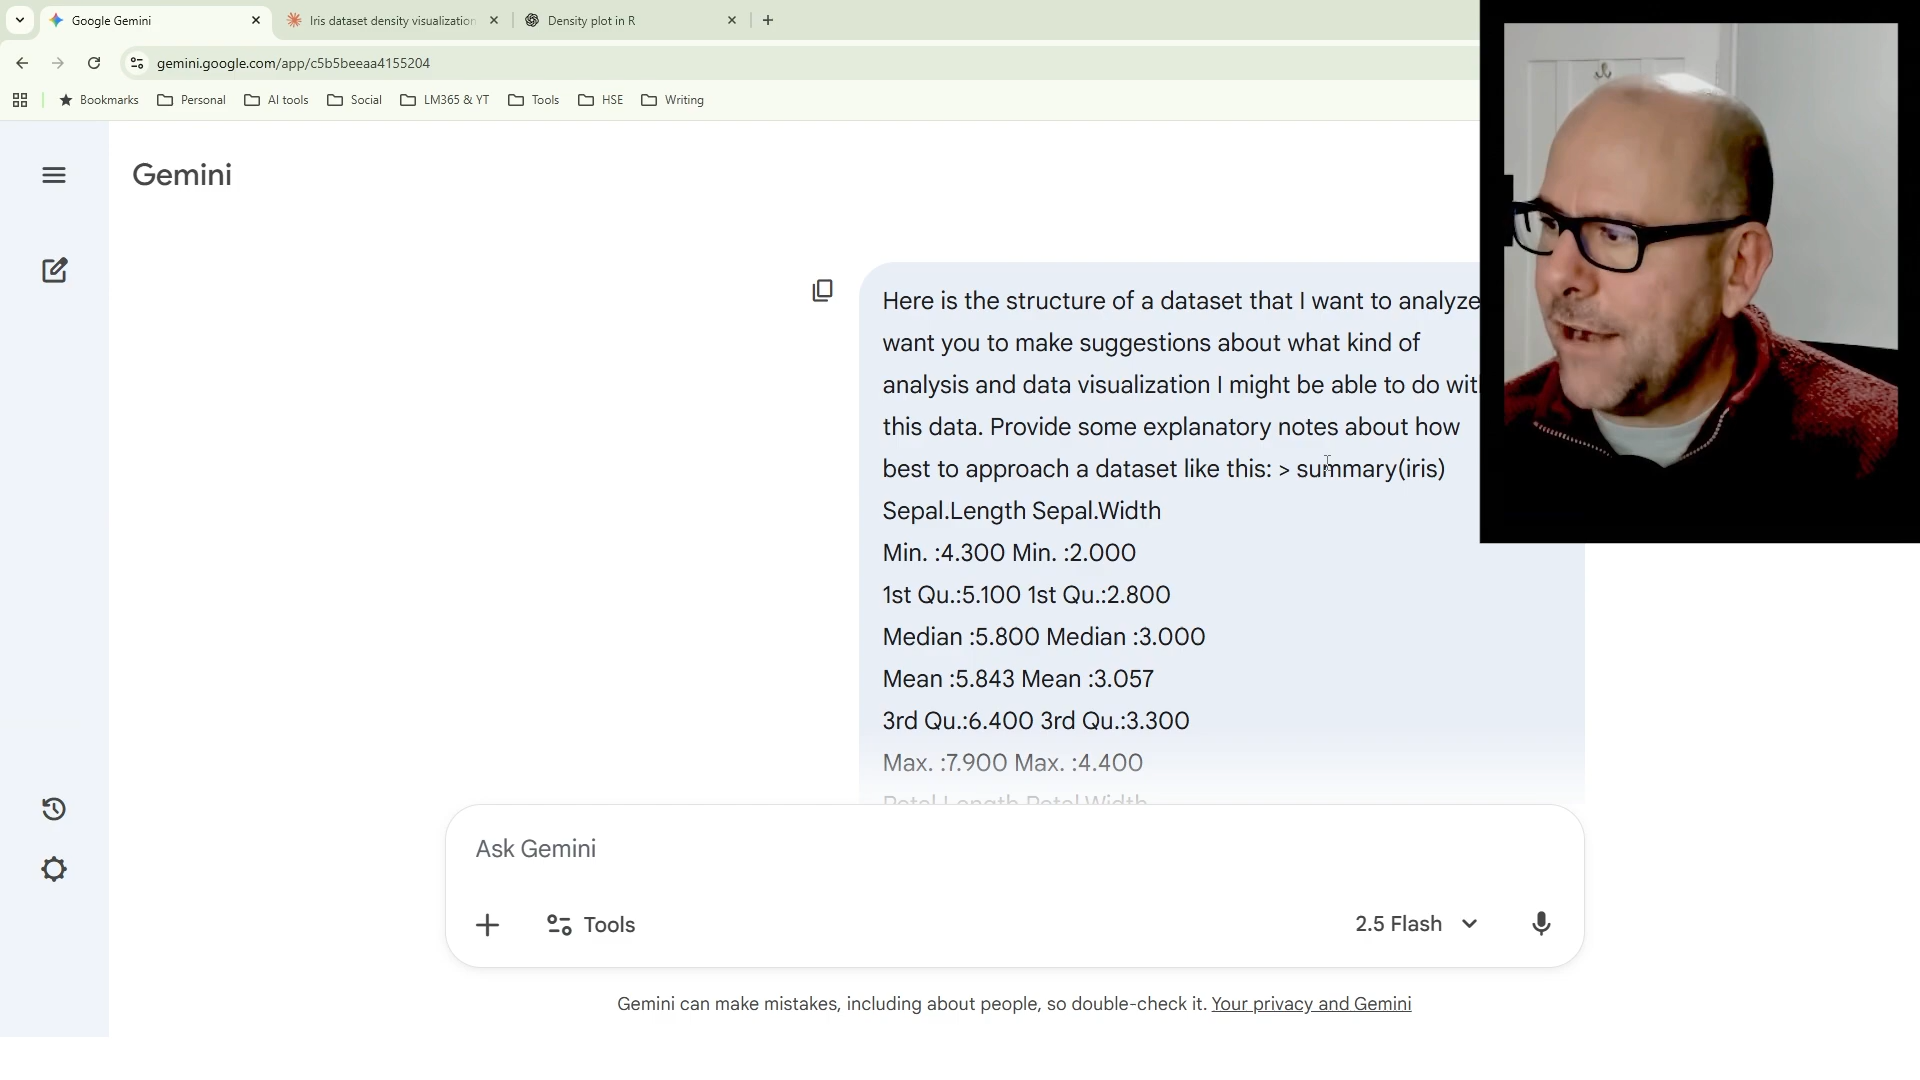 Google Gemini
Iris dataset density visualization
Density plot in R
gemini.google.com/app/c5b5beeaa4155204
Bookmarks Personal AI tools Social LM365 & YT Tools HSE Writing
Gemini
Here is the structure of a dataset that I want to analyze
want you to make suggestions about what kind of
analysis and data visualization I might be able to do wit
this data. Provide some explanatory notes about how
best to approach a dataset like this: > summary(iris)
Sepal.Length Sepal.Width
Min. :4.300 Min. :2.000
1st Qu.:5.100 1st Qu.:2.800
Median :5.800 Median :3.000
Mean :5.843 Mean :3.057
3rd Qu.:6.400 3rd Qu.:3.300
Max. :7.900 Max. :4.400
Petal.Length Petal.Width
Ask Gemini
Tools
2.5 Flash
Gemini can make mistakes, including about people, so double-check it. Your privacy and Gemini